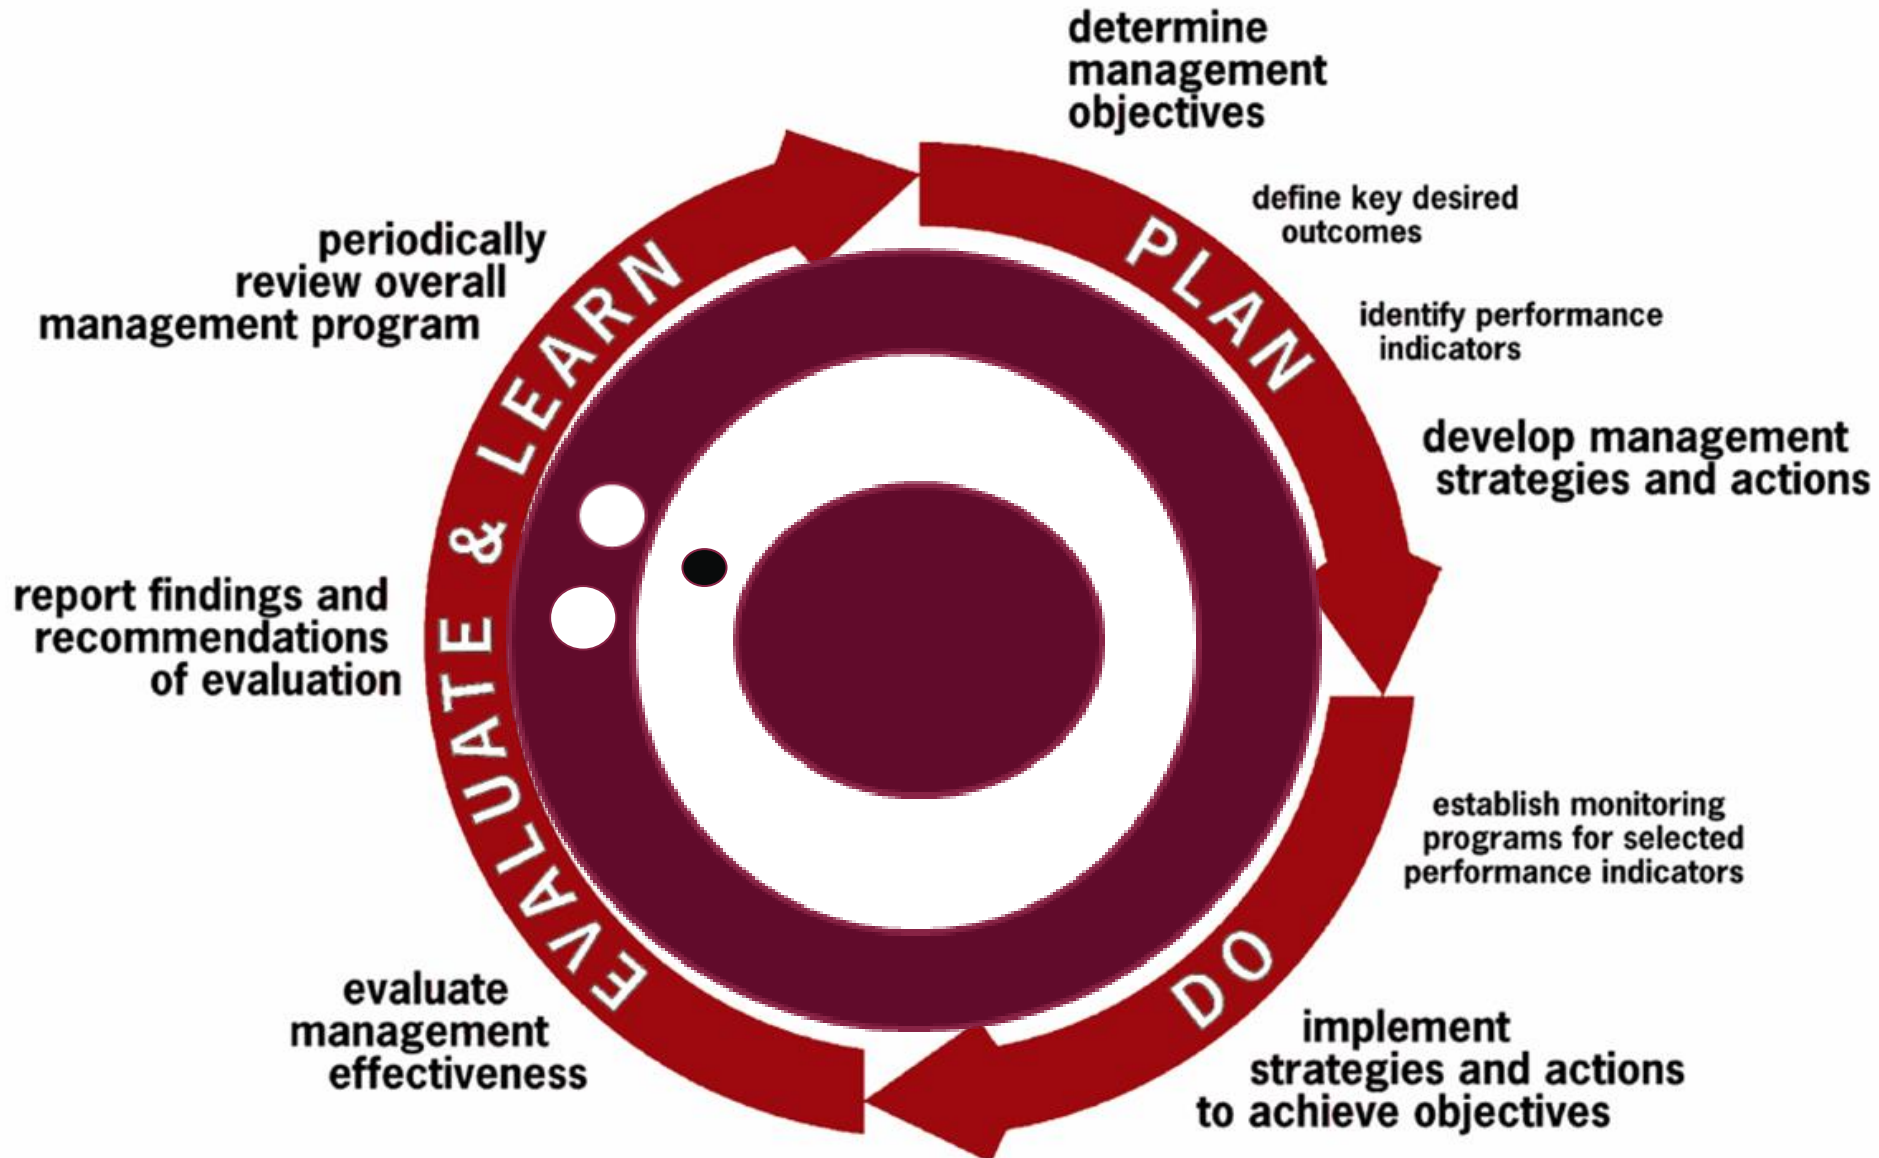 determine
management
objectives
PLAN
define key desired
outcomes
identify performance
indicators
develop management
strategies and actions
establish monitoring
programs for selected
performance indicators
DO
implement
strategies and actions
to achieve objectives
EVALUATE & LEARN
evaluate
management
effectiveness
report findings and
recommendations
of evaluation
periodically
review overall
management program